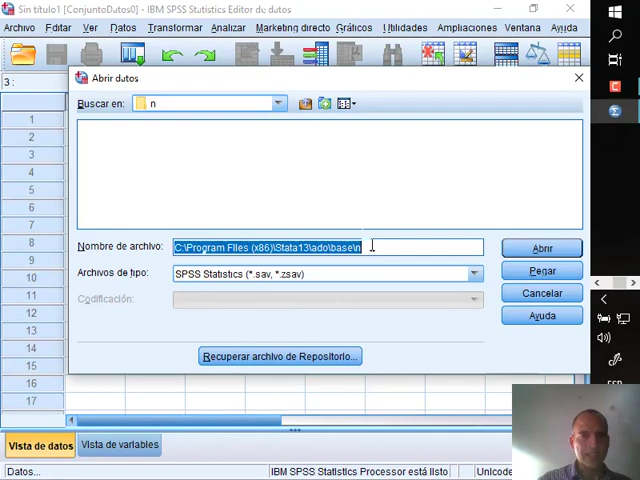 Sin título1 [ConjuntoDatos0] - IBM SPSS Statistics Editor de datos
Archivo Editar Ver Datos Transformar Analizar Marketing directo Gráficos Utilidades Ampliaciones Ventana Ayuda
3 :
Abrir datos
Buscar en: n
Nombre de archivo: C:\Program FIles (x86)\Stata13\ado\base\n
Abrir
Archivos de tipo: SPSS Statistics (*.sav, *.zsav)
Pegar
Codificación:
Cancelar
Ayuda
Recuperar archivo de Repositorio...
1
2
3
4
5
6
7
8
9
10
11
12
13
14
15
16
17
Vista de datos Vista de variables
Datos... IBM SPSS Statistics Processor está listo Unicode
ESP